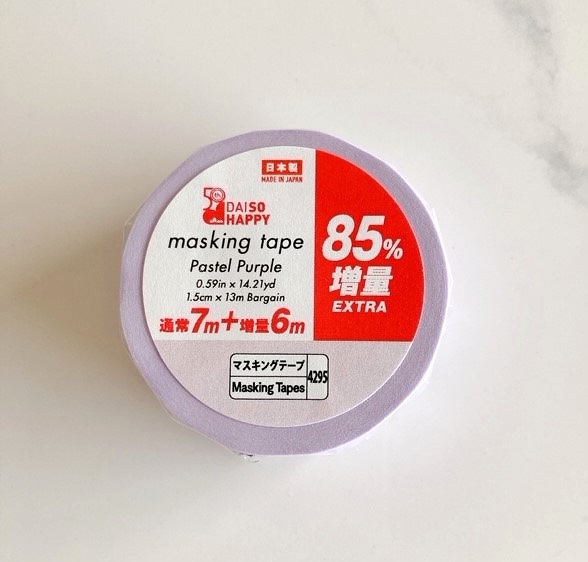 日本製
MADE IN JAPAN
DAISO
HAPPY
masking tape
Pastel Purple
0.59in x 14.21yd
1.5cm x 13m Bargain
通常7m+増量6m
85%
増量
EXTRA
マスキングテープ
Masking Tapes
4295